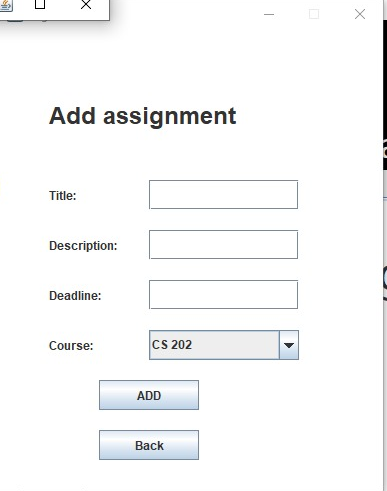 Add assignment
Title:
Description:
Deadline:
Course: CS 202
ADD
Back